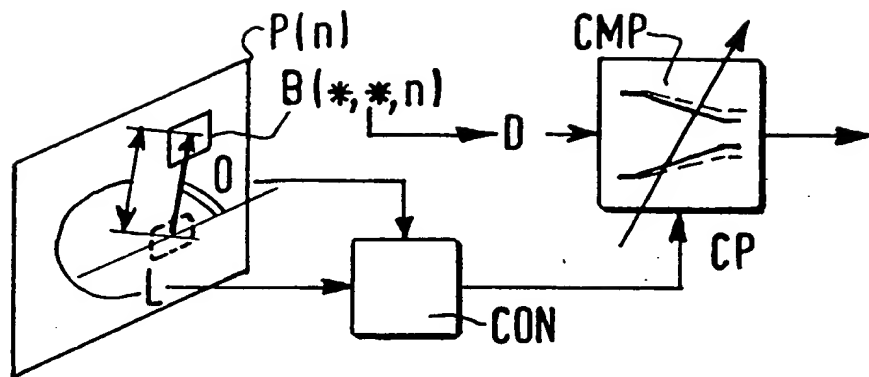 P(n)
CMP
B(*,*,n)
D
O
L
CP
CON